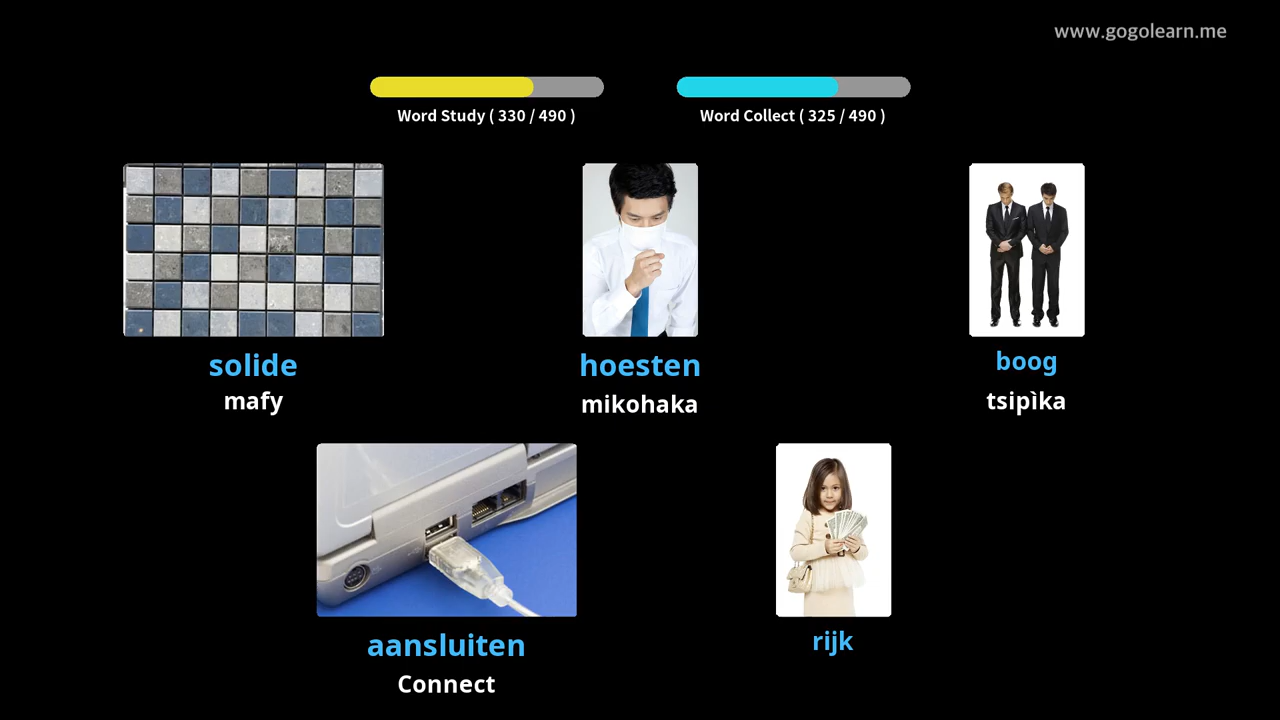 www.gogolearn.me
Word Study ( 330 / 490 )
Word Collect ( 325 / 490 )
solide
mafy
hoesten
mikohaka
boog
tsipìka
aansluiten
Connect
rijk